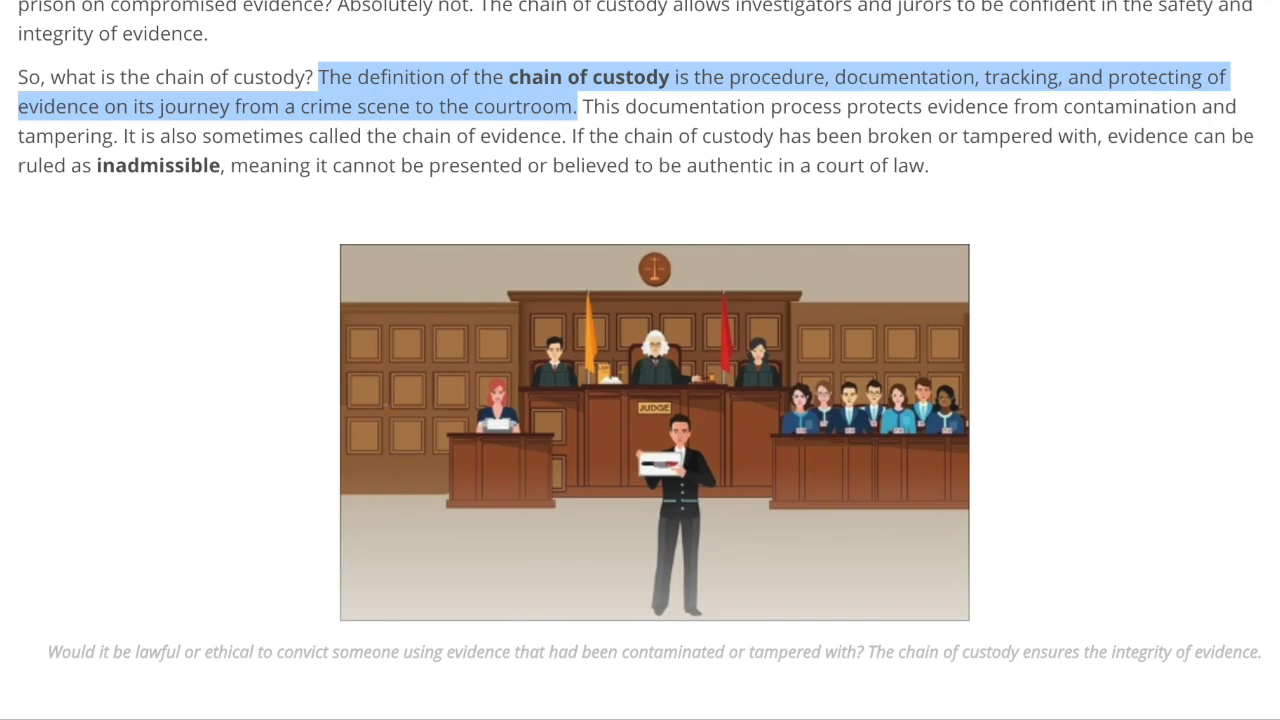 prison on compromised evidence? Absolutely not. The chain of custody allows investigators and jurors to be confident in the safety and
integrity of evidence.
So, what is the chain of custody? The definition of the chain of custody is the procedure, documentation, tracking, and protecting of
evidence on its journey from a crime scene to the courtroom. This documentation process protects evidence from contamination and
tampering. It is also sometimes called the chain of evidence. If the chain of custody has been broken or tampered with, evidence can be
ruled as inadmissible, meaning it cannot be presented or believed to be authentic in a court of law.
JUDGE
Would it be lawful or ethical to convict someone using evidence that had been contaminated or tampered with? The chain of custody ensures the integrity of evidence.